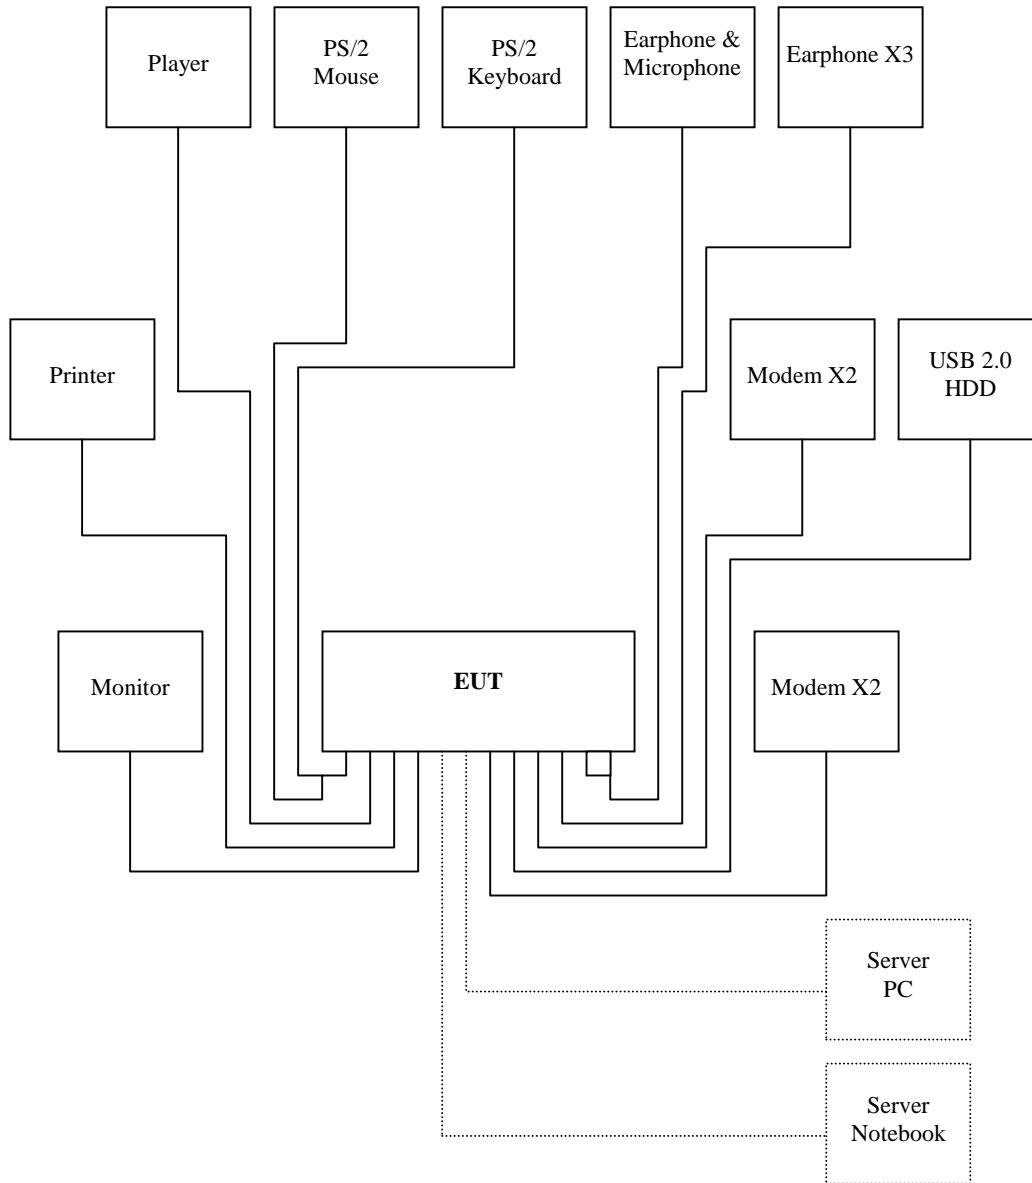 Player
PS/2
Mouse
PS/2
Keyboard
Earphone &
Microphone
Earphone X3
Printer
Modem X2
USB 2.0
HDD
Monitor
EUT
Modem X2
Server
PC
Server
Notebook